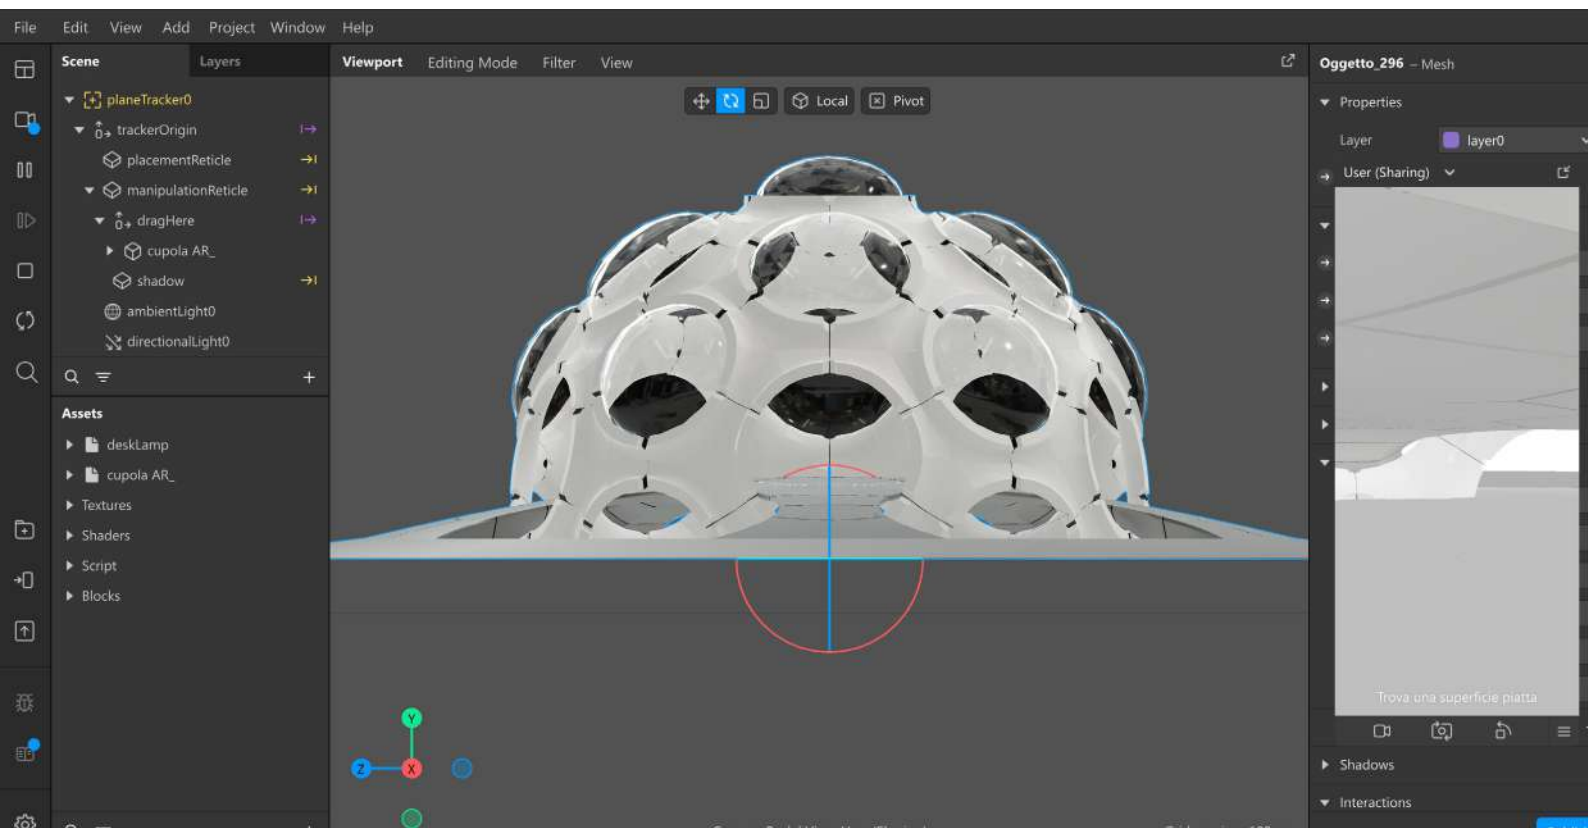 File Edit View Add Project Window Help
Scene Layers
planeTracker0
trackerOrigin
placementReticle
manipulationReticle
dragHere
cupola AR_
shadow
ambientLight0
directionalLight0
Assets
deskLamp
cupola AR_
Textures
Shaders
Script
Blocks
Viewport Editing Mode Filter View
Local Pivot
Y
Z X
Oggetto_296 – Mesh
Properties
Layer layer0
User (Sharing)
Trova una superficie piatta
Shadows
Interactions